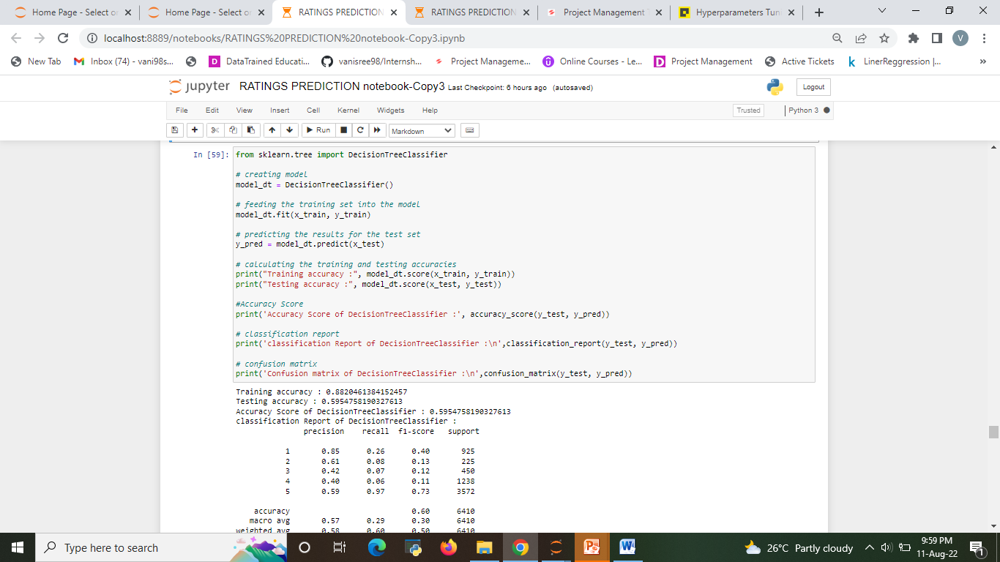 Home Page - Select or
Home Page - Select or
RATINGS PREDICTION
RATINGS PREDICTION
Project Management T
Hyperparameters Tuni
localhost:8889/notebooks/RATINGS%20PREDICTION%20notebook-Copy3.ipynb
V
New Tab
Inbox (74) - vani98s...
DataTrained Educati...
vanisree98/Internsh...
Project Manageme...
Online Courses - Le...
Project Management
Active Tickets
LinerReggression |...
»
jupyter RATINGS PREDICTION notebook-Copy3 Last Checkpoint: 6 hours ago (autosaved)
Logout
File Edit View Insert Cell Kernel Widgets Help
Trusted
Python 3
Run
Markdown
In [59]: from sklearn.tree import DecisionTreeClassifier
# creating model
model_dt = DecisionTreeClassifier()
# feeding the training set into the model
model_dt.fit(x_train, y_train)
# predicting the results for the test set
y_pred = model_dt.predict(x_test)
# calculating the training and testing accuracies
print("Training accuracy :", model_dt.score(x_train, y_train))
print("Testing accuracy :", model_dt.score(x_test, y_test))
#Accuracy Score
print('Accuracy Score of DecisionTreeClassifier :', accuracy_score(y_test, y_pred))
# classification report
print('classification Report of DecisionTreeClassifier :\n',classification_report(y_test, y_pred))
# confusion matrix
print('Confusion matrix of DecisionTreeClassifier :\n',confusion_matrix(y_test, y_pred))
Training accuracy : 0.8820461384152457
Testing accuracy : 0.5954758190327613
Accuracy Score of DecisionTreeClassifier : 0.5954758190327613
classification Report of DecisionTreeClassifier :
precision recall f1-score support
1 0.85 0.26 0.40 925
2 0.61 0.08 0.13 225
3 0.42 0.07 0.12 450
4 0.40 0.06 0.11 1238
5 0.59 0.97 0.73 3572
accuracy 0.60 6410
macro avg 0.57 0.29 0.30 6410
weighted avg 0.58 0.60 0.50 6410
Type here to search
26°C Partly cloudy
9:59 PM
11-Aug-22
1